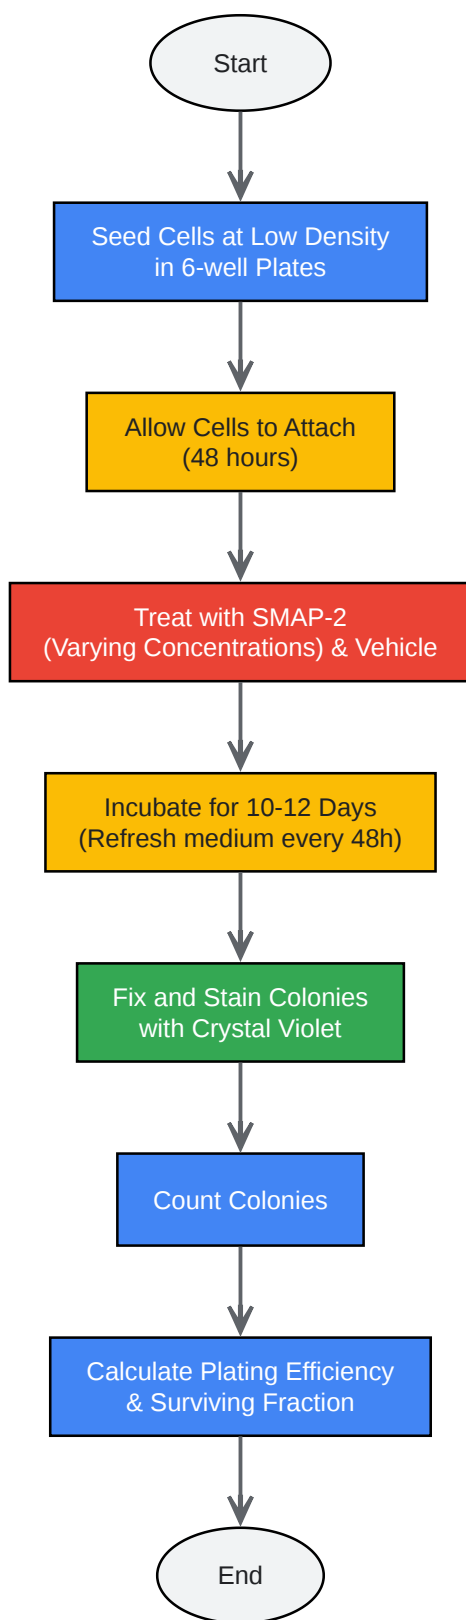 Start
Seed Cells at Low Density
in 6-well Plates
Allow Cells to Attach
(48 hours)
Treat with SMAP-2
(Varying Concentrations) & Vehicle
Incubate for 10-12 Days
(Refresh medium every 48h)
Fix and Stain Colonies
with Crystal Violet
Count Colonies
Calculate Plating Efficiency
& Surviving Fraction
End